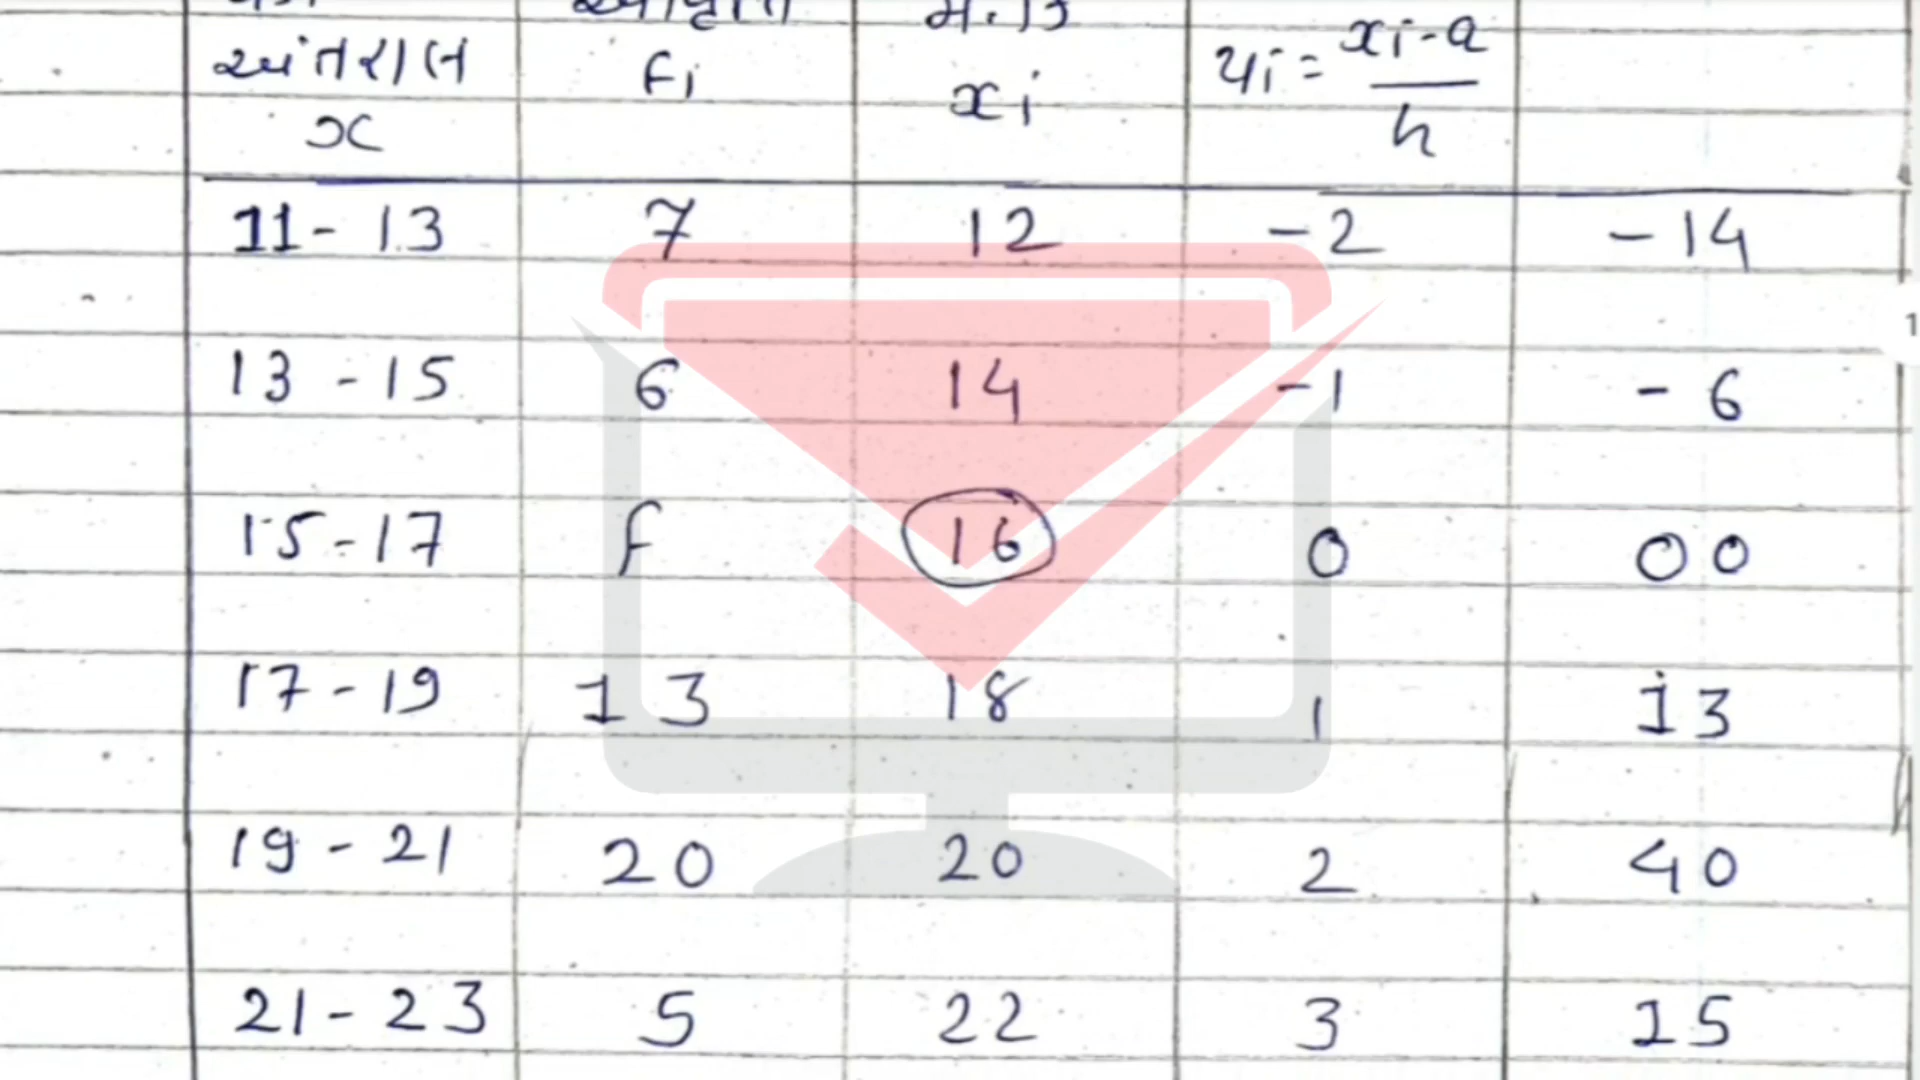 अंतराल fi xi ui = xi-a / h
x
11 - 13 7 12 -2 -14
13 - 15 6 14 -1 - 6
15 - 17 f 16 0 00
17 - 19 13 18 1 13
19 - 21 20 20 2 40
21 - 23 5 22 3 15